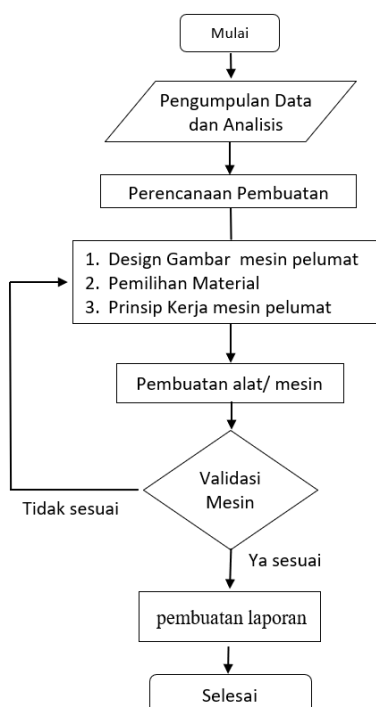 Mulai
Pengumpulan Data
dan Analisis
Perencanaan Pembuatan
1. Design Gambar mesin pelumat
2. Pemilihan Material
3. Prinsip Kerja mesin pelumat
Pembuatan alat/ mesin
Validasi
Mesin
Tidak sesuai
Ya sesuai
pembuatan laporan
Selesai